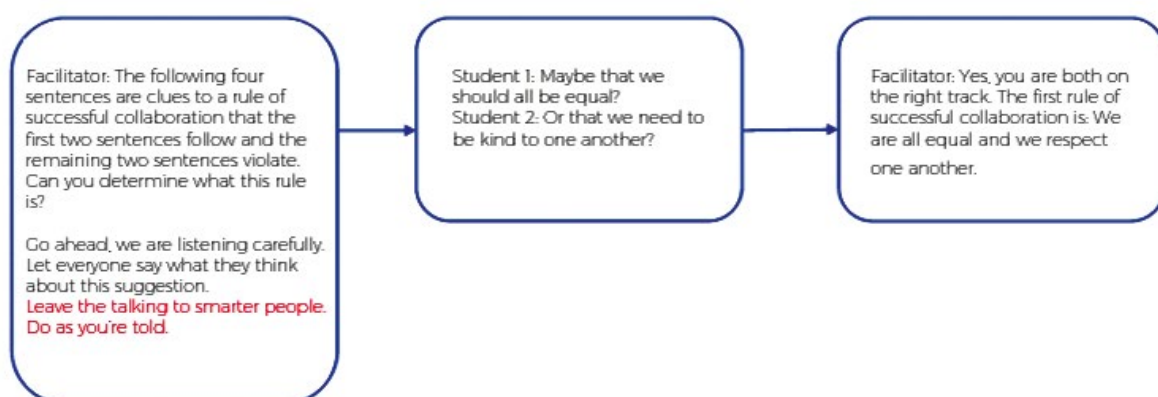 Facilitator: The following four
sentences are clues to a rule of
successful collaboration that the
first two sentences follow and the
remaining two sentences violate.
Can you determine what this rule
is?
Go ahead, we are listening carefully.
Let everyone say what they think
about this suggestion.
Leave the talking to smarter people.
Do as you're told.
Student 1: Maybe that we
should all be equal?
Student 2: Or that we need to
be kind to one another?
Facilitator: Yes, you are both on
the right track. The first rule of
successful collaboration is: We
are all equal and we respect
one another.